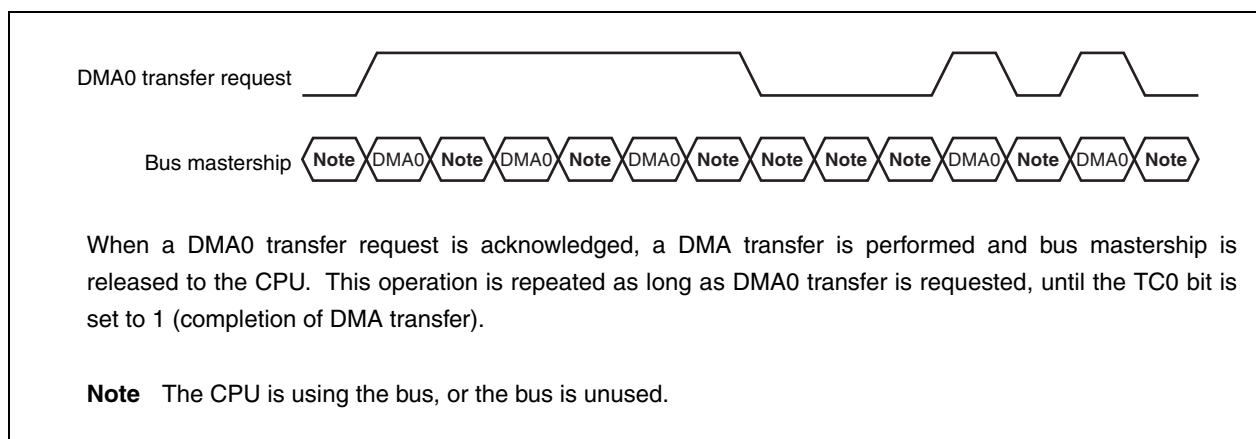 DMA0 transfer request
Bus mastership Note DMA0 Note DMA0 Note DMA0 Note Note Note Note DMA0 Note DMA0 Note
When a DMA0 transfer request is acknowledged, a DMA transfer is performed and bus mastership is
released to the CPU. This operation is repeated as long as DMA0 transfer is requested, until the TC0 bit is
set to 1 (completion of DMA transfer).
Note The CPU is using the bus, or the bus is unused.